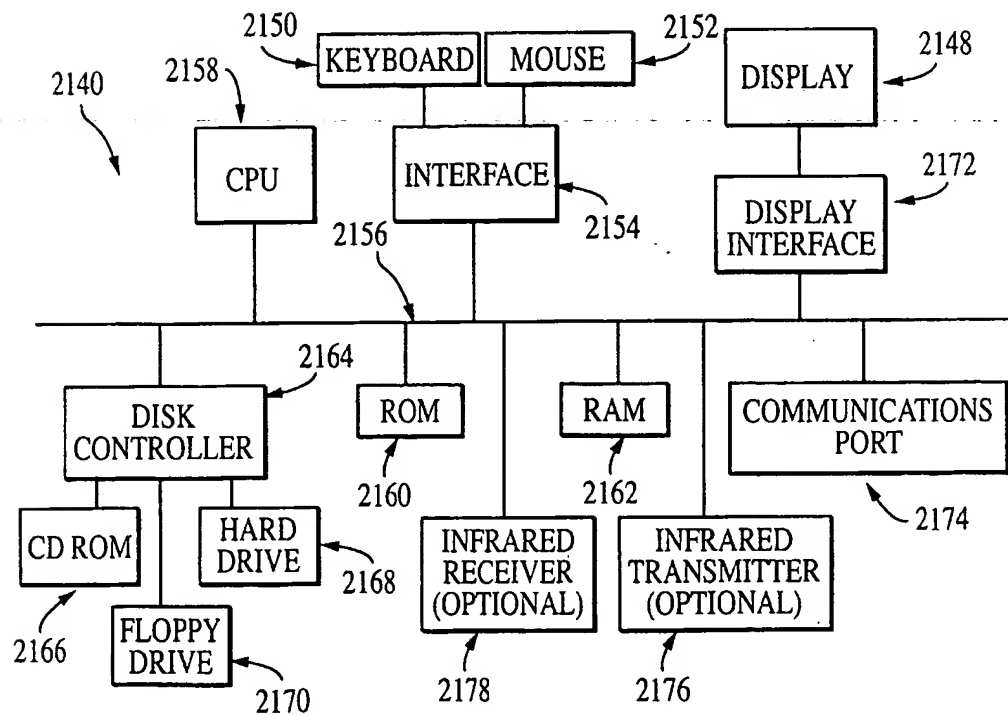 2150
KEYBOARD
MOUSE
2152
2158
2148
DISPLAY
2140
CPU
INTERFACE
2154
2172
DISPLAY
INTERFACE
2156
2164
DISK
CONTROLLER
ROM
2160
RAM
2162
COMMUNICATIONS
PORT
2174
CD ROM
2166
HARD
DRIVE
2168
FLOPPY
DRIVE
2170
INFRARED
RECEIVER
(OPTIONAL)
2178
INFRARED
TRANSMITTER
(OPTIONAL)
2176